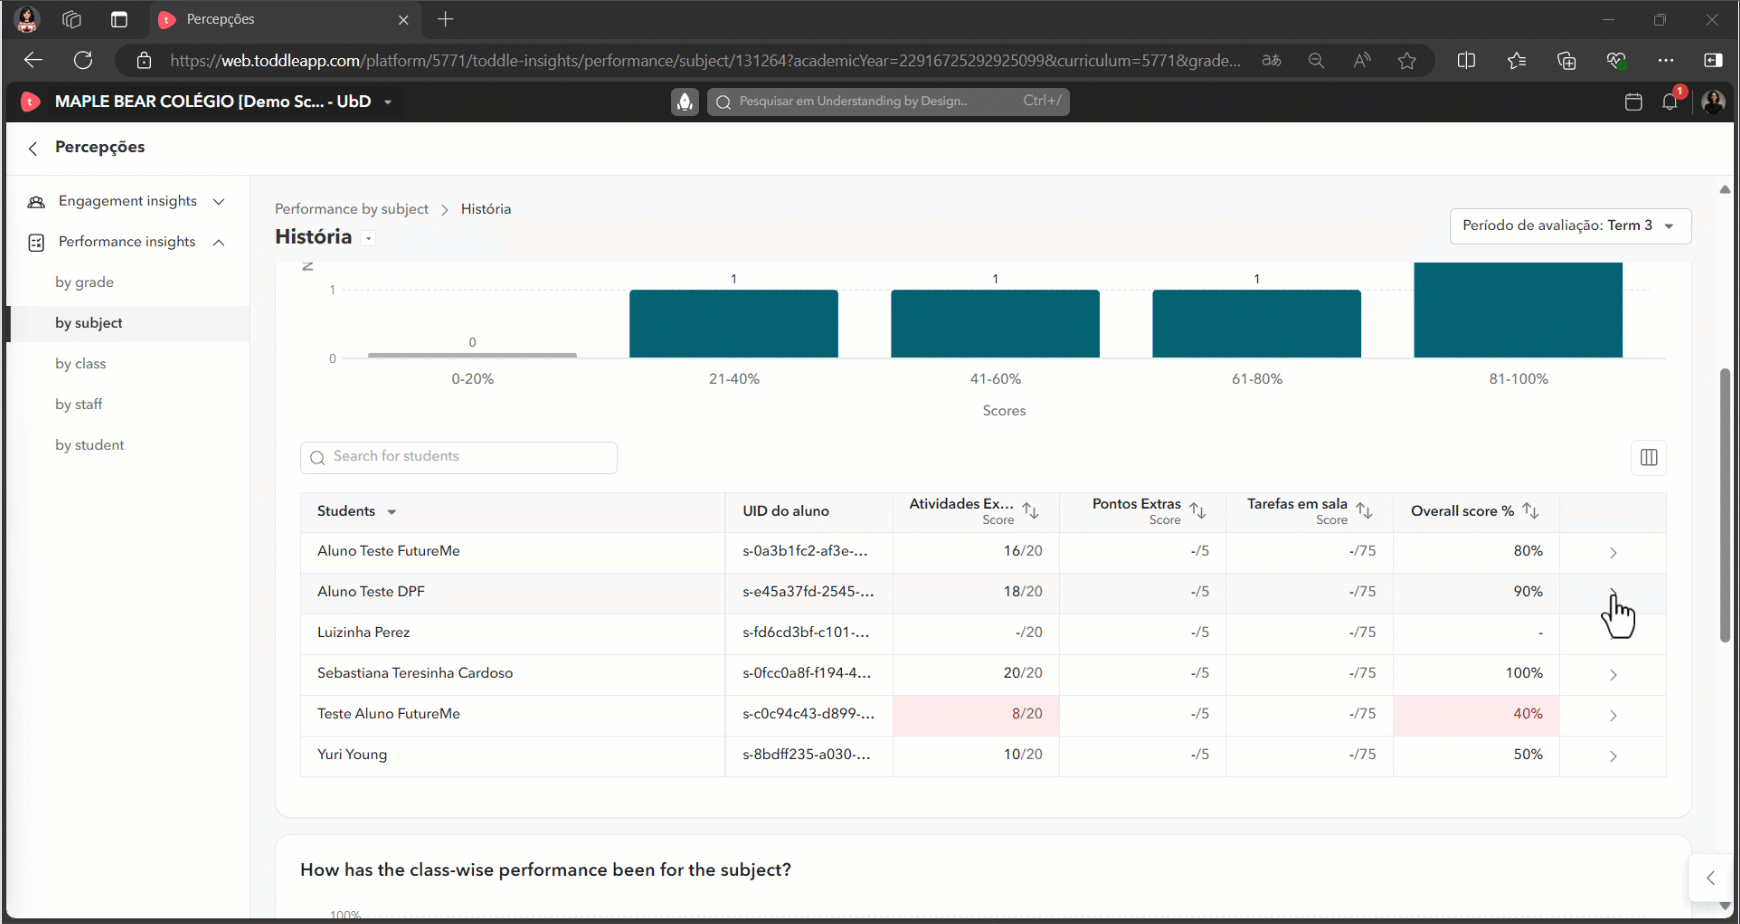 Percepções
https://web.toddleapp.com/platform/5771/toddle-insights/performance/subject/131264?academicYear=22916725292925099&curriculum=5771&grade...
MAPLE BEAR COLÉGIO [Demo Sc... - UbD
Pesquisar em Understanding by Design.. Ctrl+/
1
Percepções
Engagement insights
Performance insights
by grade
by subject
by class
by staff
by student
Performance by subject > História
História
Período de avaliação: Term 3
N
1
0
0
1
1
1
0-20% 21-40% 41-60% 61-80% 81-100%
Scores
Search for students
Students UID do aluno Atividades Ex... Score Pontos Extras Score Tarefas em sala Score Overall score %
Aluno Teste FutureMe s-0a3b1fc2-af3e-... 16/20 -/5 -/75 80%
Aluno Teste DPF s-e45a37fd-2545-... 18/20 -/5 -/75 90%
Luizinha Perez s-fd6cd3bf-c101-... -/20 -/5 -/75 -
Sebastiana Teresinha Cardoso s-0fcc0a8f-f194-4... 20/20 -/5 -/75 100%
Teste Aluno FutureMe s-c0c94c43-d899-... 8/20 -/5 -/75 40%
Yuri Young s-8bdff235-a030-... 10/20 -/5 -/75 50%
How has the class-wise performance been for the subject?
100%